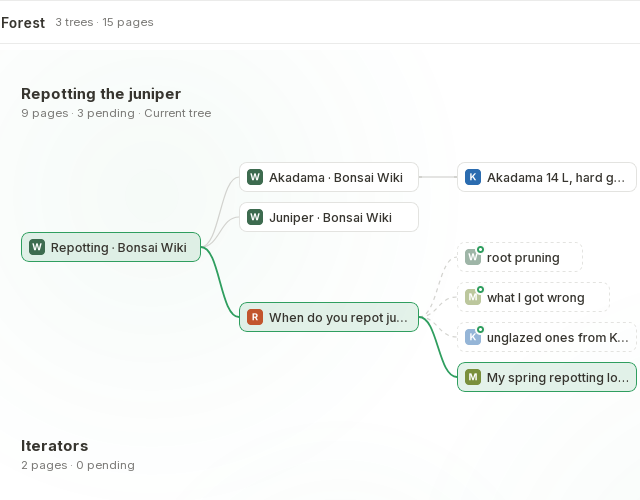 Forest 3 trees · 15 pages
Repotting the juniper
9 pages · 3 pending · Current tree
W Akadama · Bonsai Wiki
K Akadama 14 L, hard g...
W Juniper · Bonsai Wiki
W Repotting · Bonsai Wiki
W root pruning
M what I got wrong
R When do you repot ju...
K unglazed ones from K...
M My spring repotting lo...
Iterators
2 pages · 0 pending